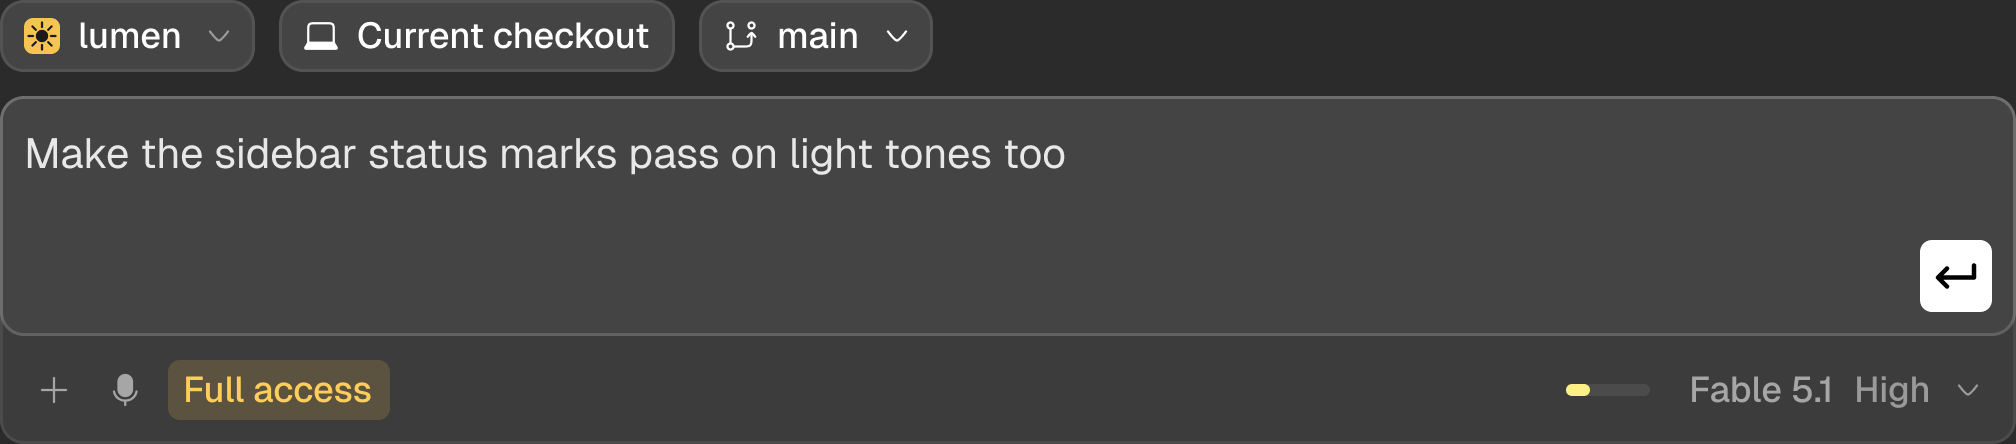 lumen
Current checkout
main
Make the sidebar status marks pass on light tones too
Full access
Fable 5.1 High